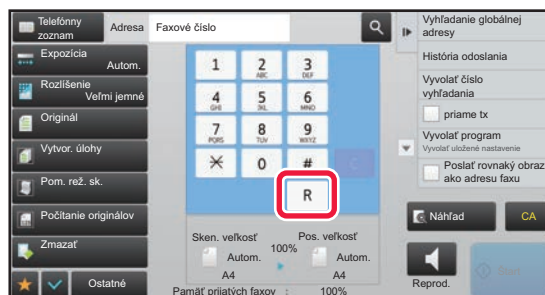 Telefónny
zoznam
Adresa
Faxové číslo
Expozícia
Autom.
Rozlíšenie
Veľmi jemné
Originál
Vytvor. úlohy
Pom. rež. sk.
Počítanie originálov
Zmazať
Ostatné
1 2 3
ABC DEF
4 5 6
GHI JKL MNO
7 8 9
PQRS TUV WXYZ
0 #
C
R
Sken. veľkosť
100%
Pos. veľkosť
Autom.
A4
Autom.
A4
Pamäť prijatých faxov : 100%
Vyhľadanie globálnej
adresy
História odoslania
Vyvolať číslo
vyhľadania
priame tx
Vyvolať program
Vyvolať uložené nastavenie
Poslať rovnaký obraz
ako adresu faxu
Náhľad
CA
Reprod.
Start